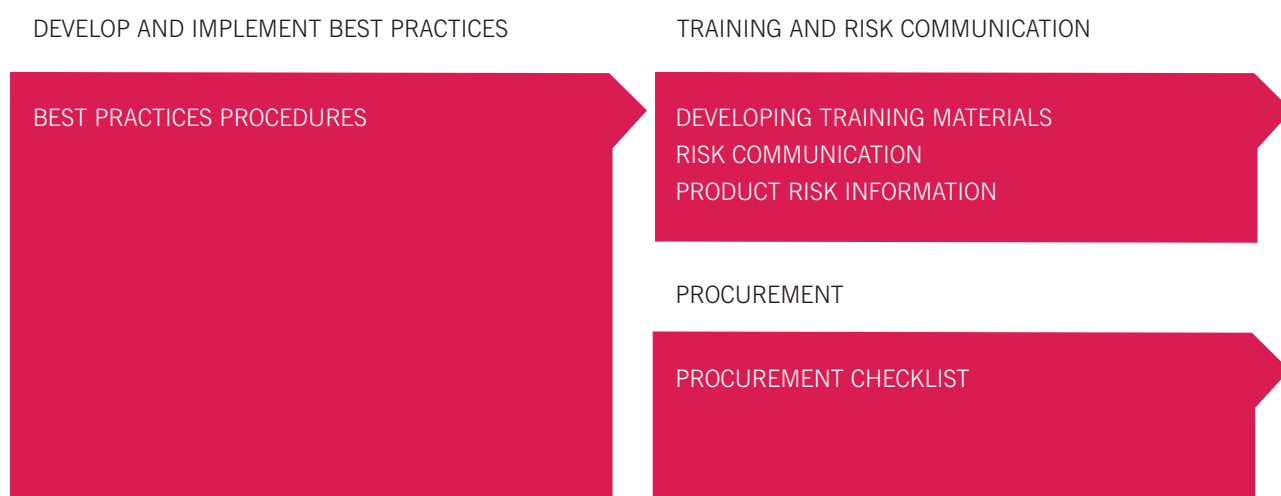 DEVELOP AND IMPLEMENT BEST PRACTICES
BEST PRACTICES PROCEDURES
TRAINING AND RISK COMMUNICATION
DEVELOPING TRAINING MATERIALS
RISK COMMUNICATION
PRODUCT RISK INFORMATION
PROCUREMENT
PROCUREMENT CHECKLIST